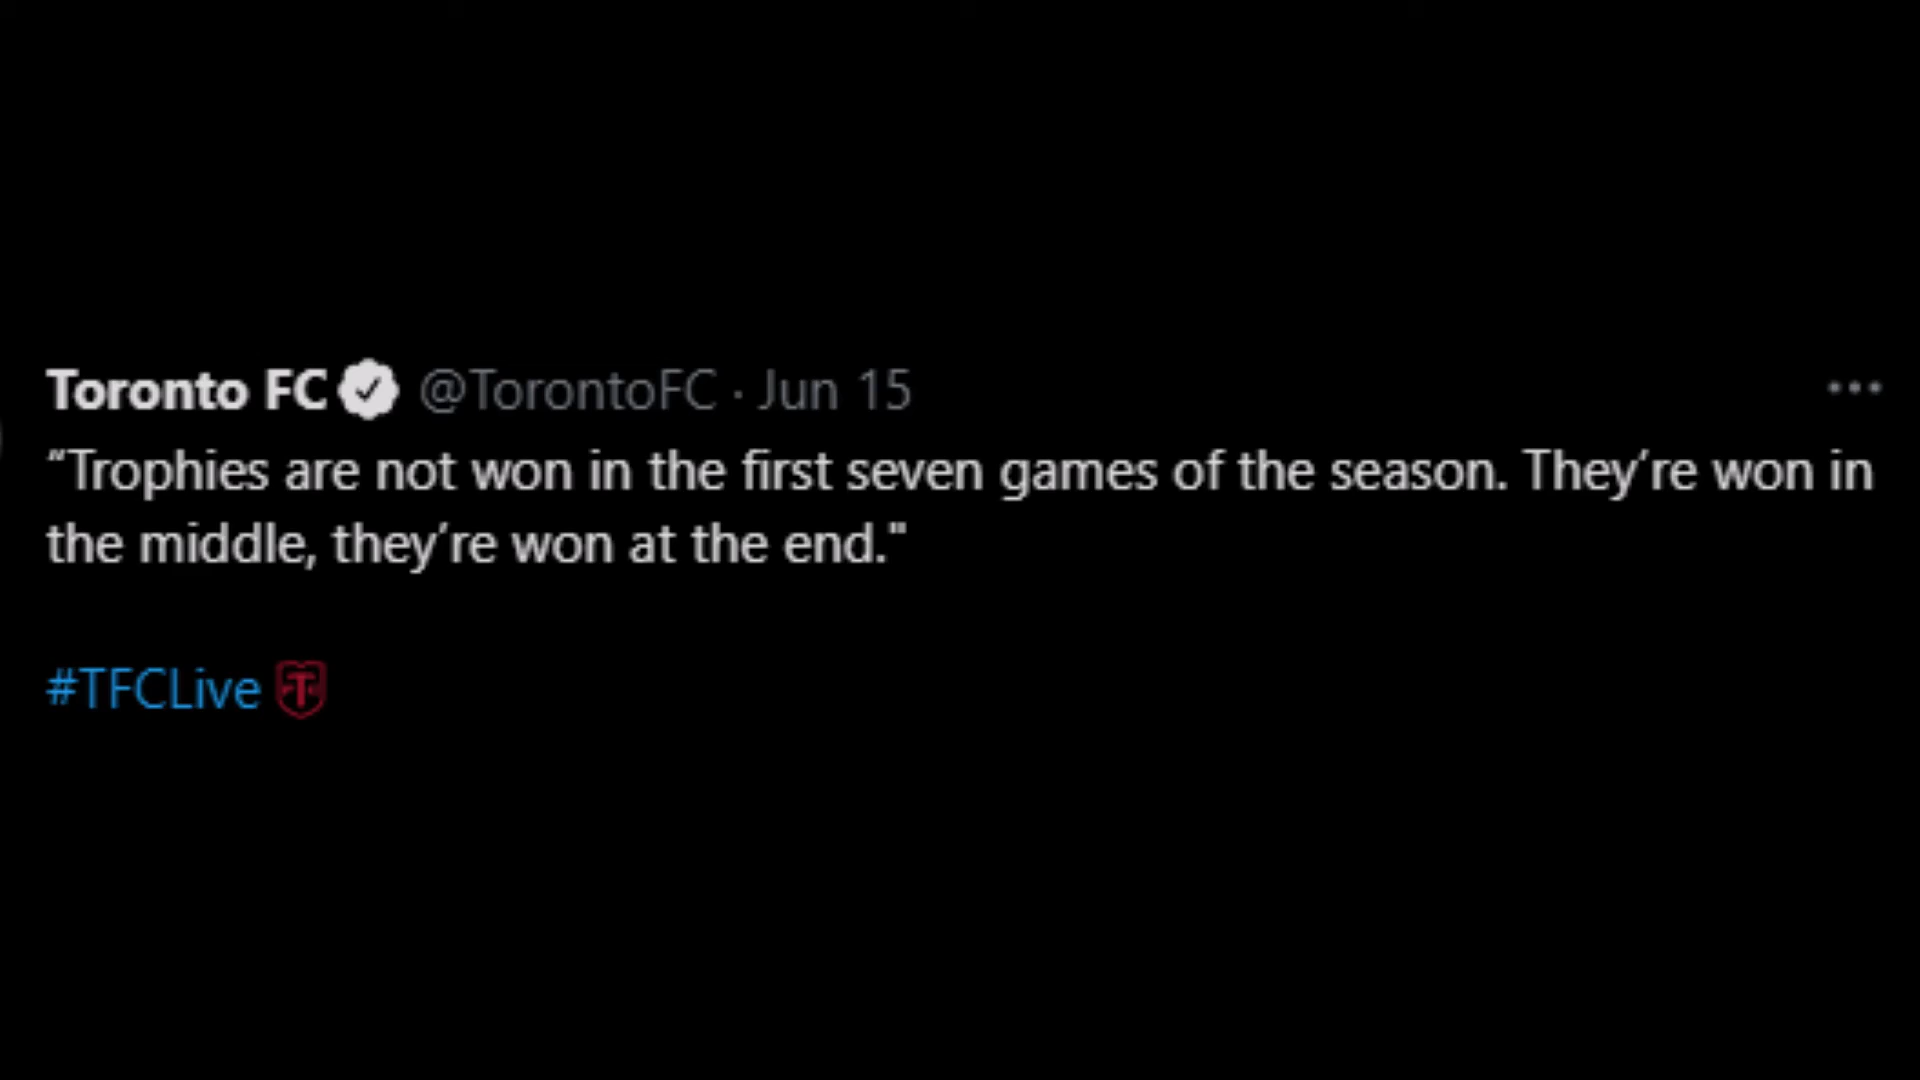 Toronto FC @TorontoFC · Jun 15
“Trophies are not won in the first seven games of the season. They’re won in
the middle, they’re won at the end."
#TFCLive